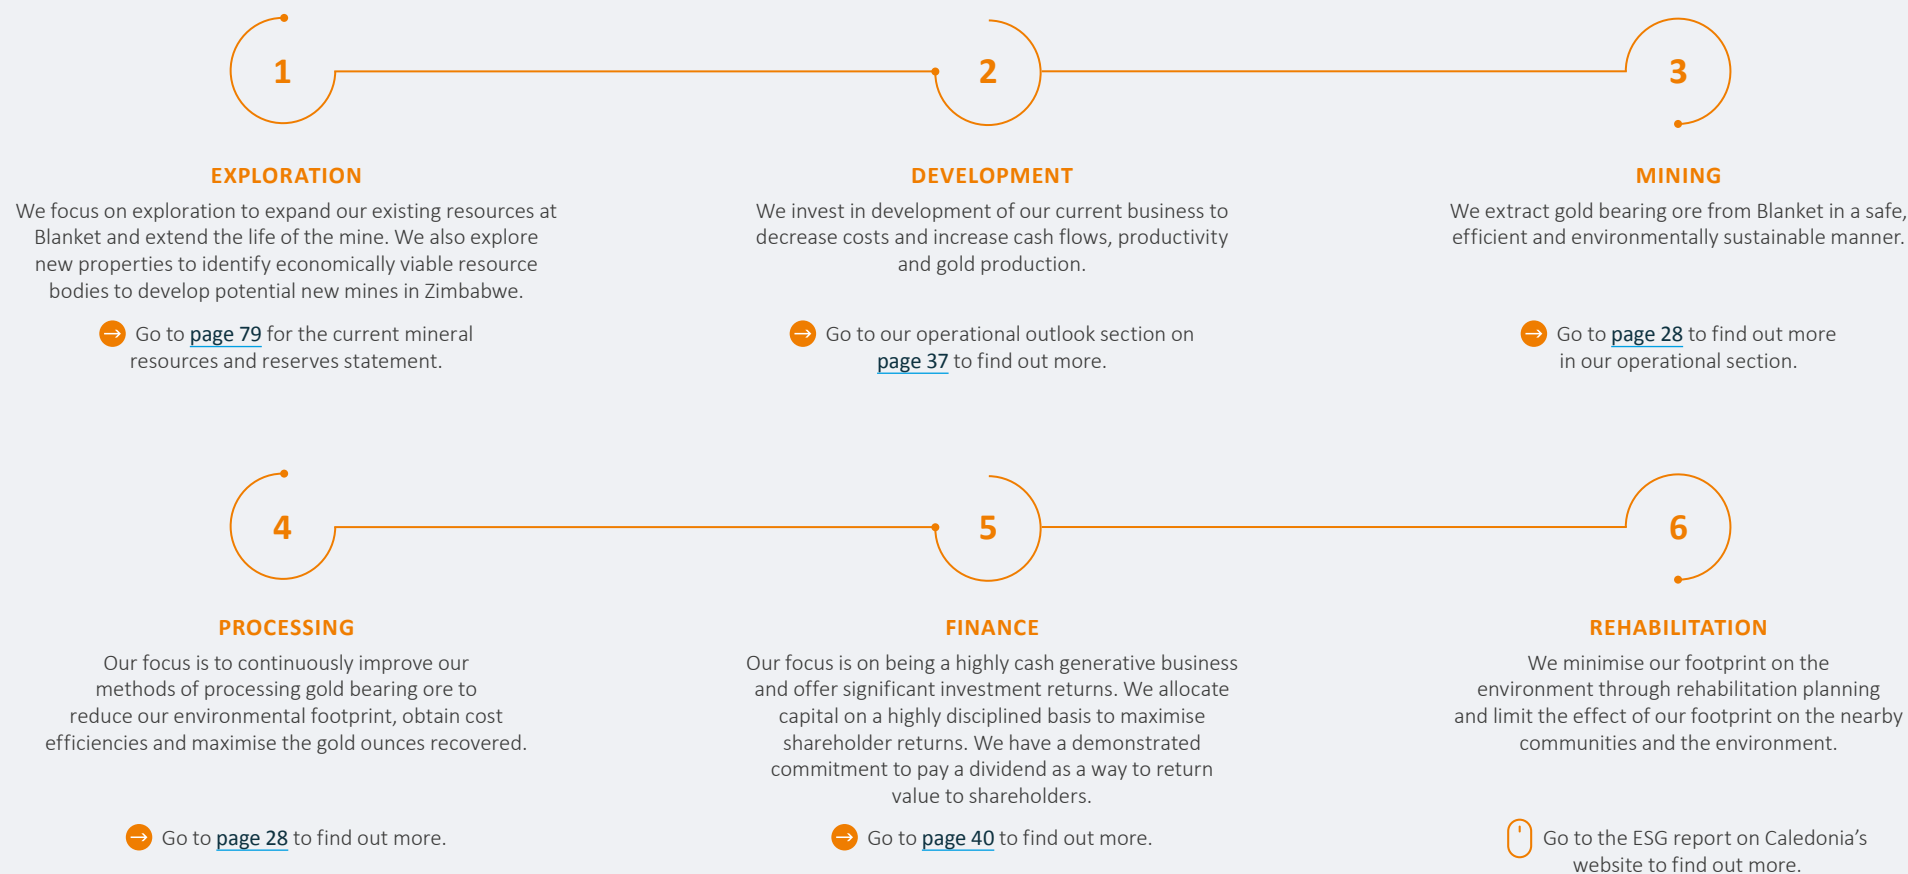 1
EXPLORATION
We focus on exploration to expand our existing resources at
Blanket and extend the life of the mine. We also explore
new properties to identify economically viable resource
bodies to develop potential new mines in Zimbabwe.
Go to page 79 for the current mineral
resources and reserves statement.
2
DEVELOPMENT
We invest in development of our current business to
decrease costs and increase cash flows, productivity
and gold production.
Go to our operational outlook section on
page 37 to find out more.
3
MINING
We extract gold bearing ore from Blanket in a safe,
efficient and environmentally sustainable manner.
Go to page 28 to find out more
in our operational section.
4
PROCESSING
Our focus is to continuously improve our
methods of processing gold bearing ore to
reduce our environmental footprint, obtain cost
efficiencies and maximise the gold ounces recovered.
Go to page 28 to find out more.
5
FINANCE
Our focus is on being a highly cash generative business
and offer significant investment returns. We allocate
capital on a highly disciplined basis to maximise
shareholder returns. We have a demonstrated
commitment to pay a dividend as a way to return
value to shareholders.
Go to page 40 to find out more.
6
REHABILITATION
We minimise our footprint on the
environment through rehabilitation planning
and limit the effect of our footprint on the nearby
communities and the environment.
Go to the ESG report on Caledonia's
website to find out more.